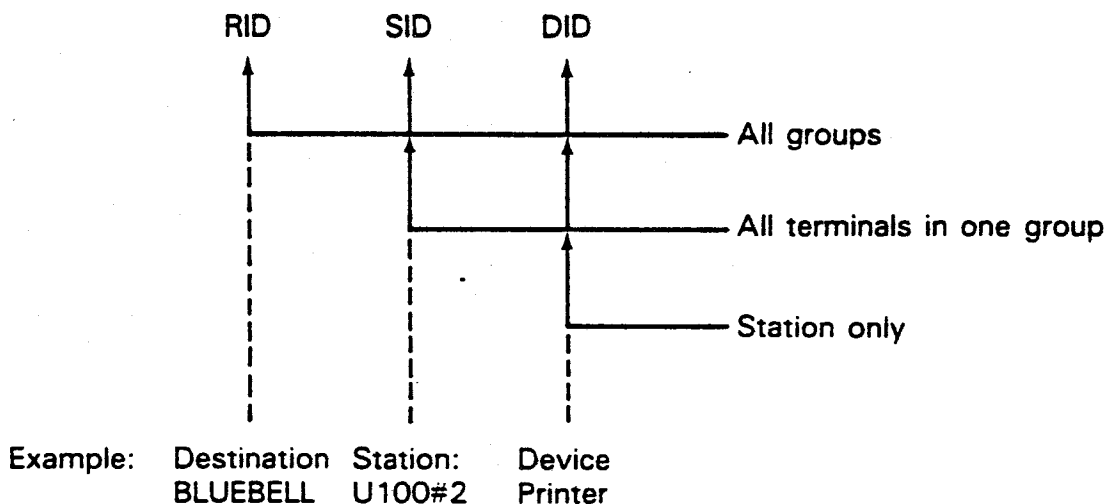 RID SID DID
All groups
All terminals in one group
Station only
Example: Destination Station: Device
BLUEBELL U100#2 Printer